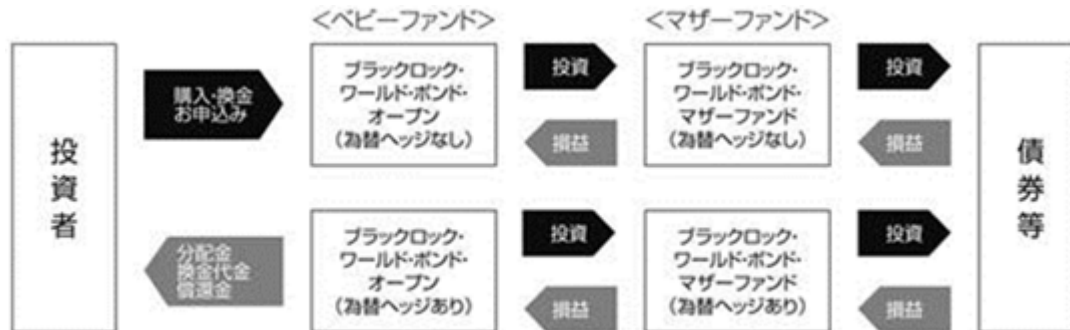 <ベビーファンド>
<マザーファンド>
投資者
購入・換金
お申込み
ブラックロック・
ワールド・ボンド・
オープン
(為替ヘッジなし)
投資
損益
ブラックロック・
ワールド・ボンド・
マザーファンド
(為替ヘッジなし)
投資
損益
債券等
分配金
換金代金
償還金
ブラックロック・
ワールド・ボンド・
オープン
(為替ヘッジあり)
投資
損益
ブラックロック・
ワールド・ボンド・
マザーファンド
(為替ヘッジあり)
投資
損益